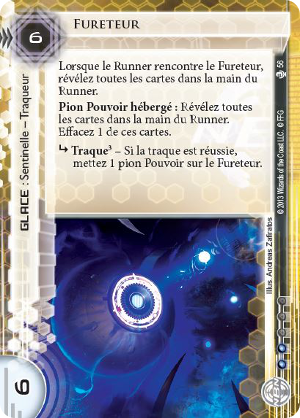 FURETEUR
6
Lorsque le Runner rencontre le Fureteur,
révélez toutes les cartes dans la main du
Runner.
Pion Pouvoir hébergé : Révélez toutes
les cartes dans la main du Runner.
Effacez 1 de ces cartes.
↳ Traque³ – Si la traque est réussie,
mettez 1 pion Pouvoir sur le Fureteur.
GLACE : Sentinelle – Traqueur
56
© 2013 Wizards of the Coast LLC. © FFG
Illus. Andreas Zafiratos
6